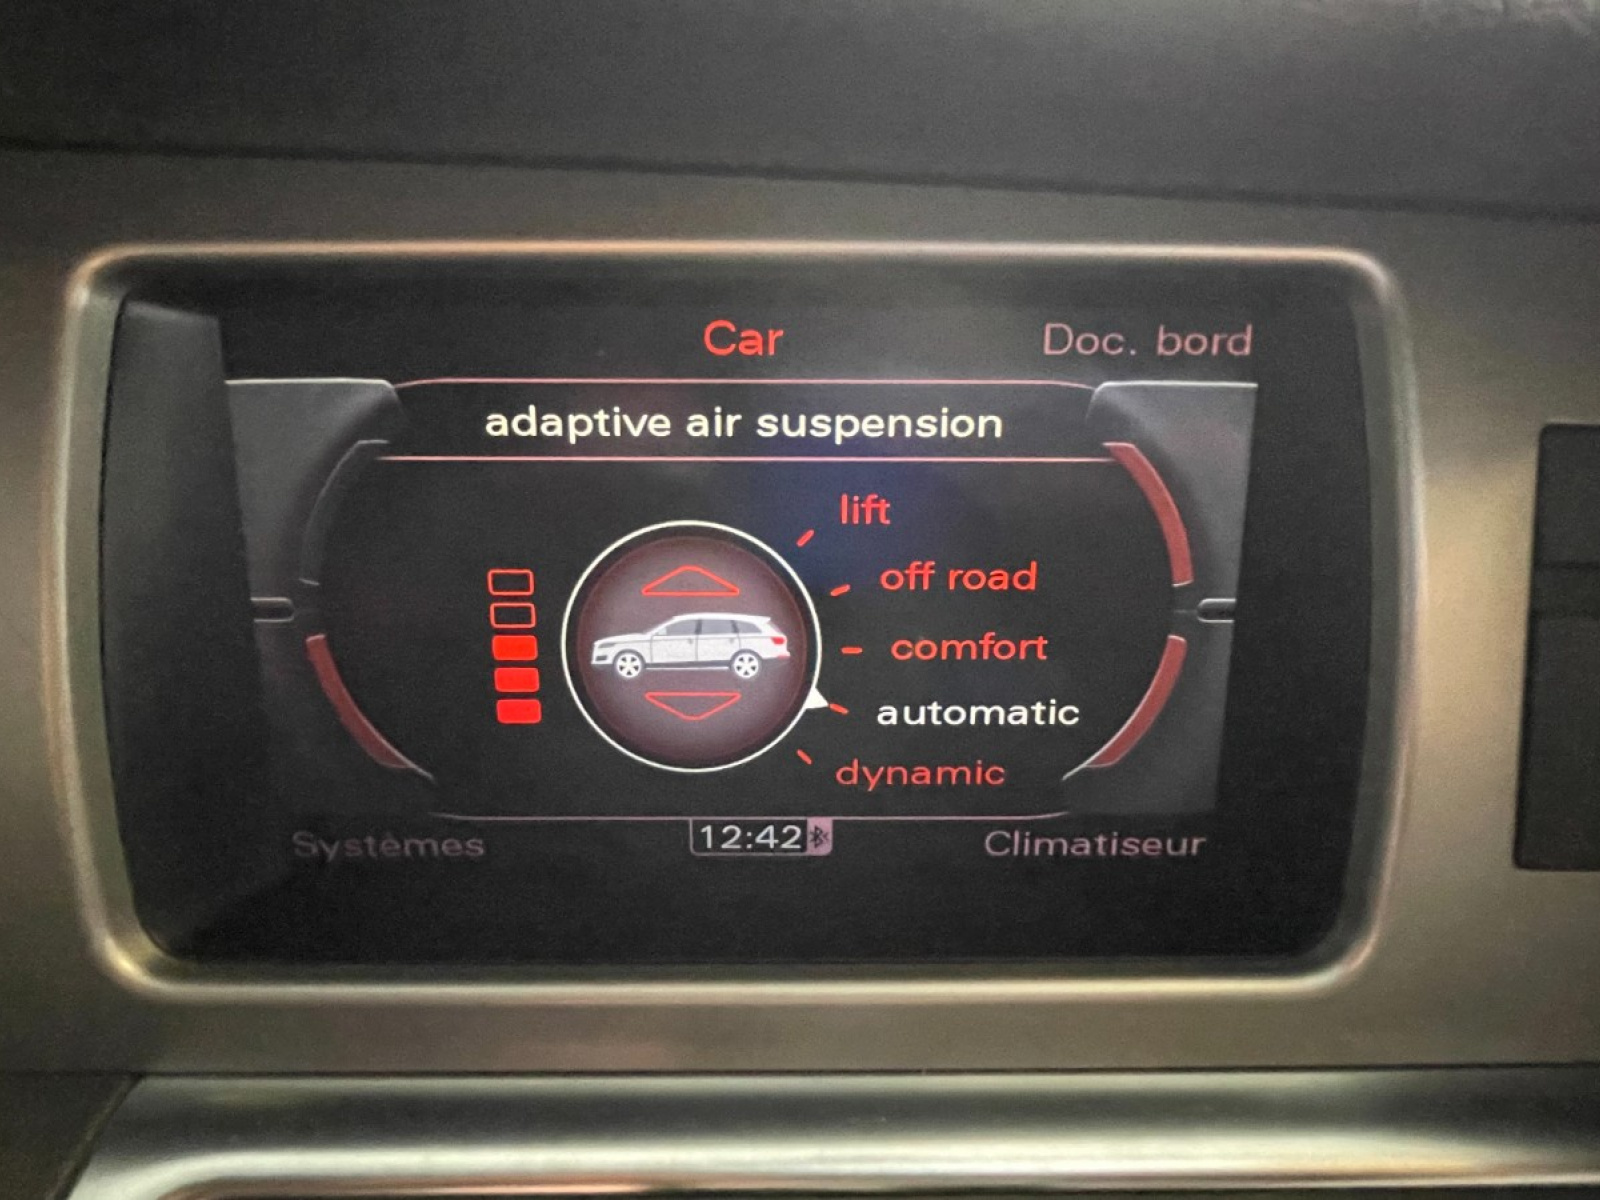 Car
Doc. bord
adaptive air suspension
lift
off road
comfort
automatic
dynamic
Systèmes
12:42
Climatiseur